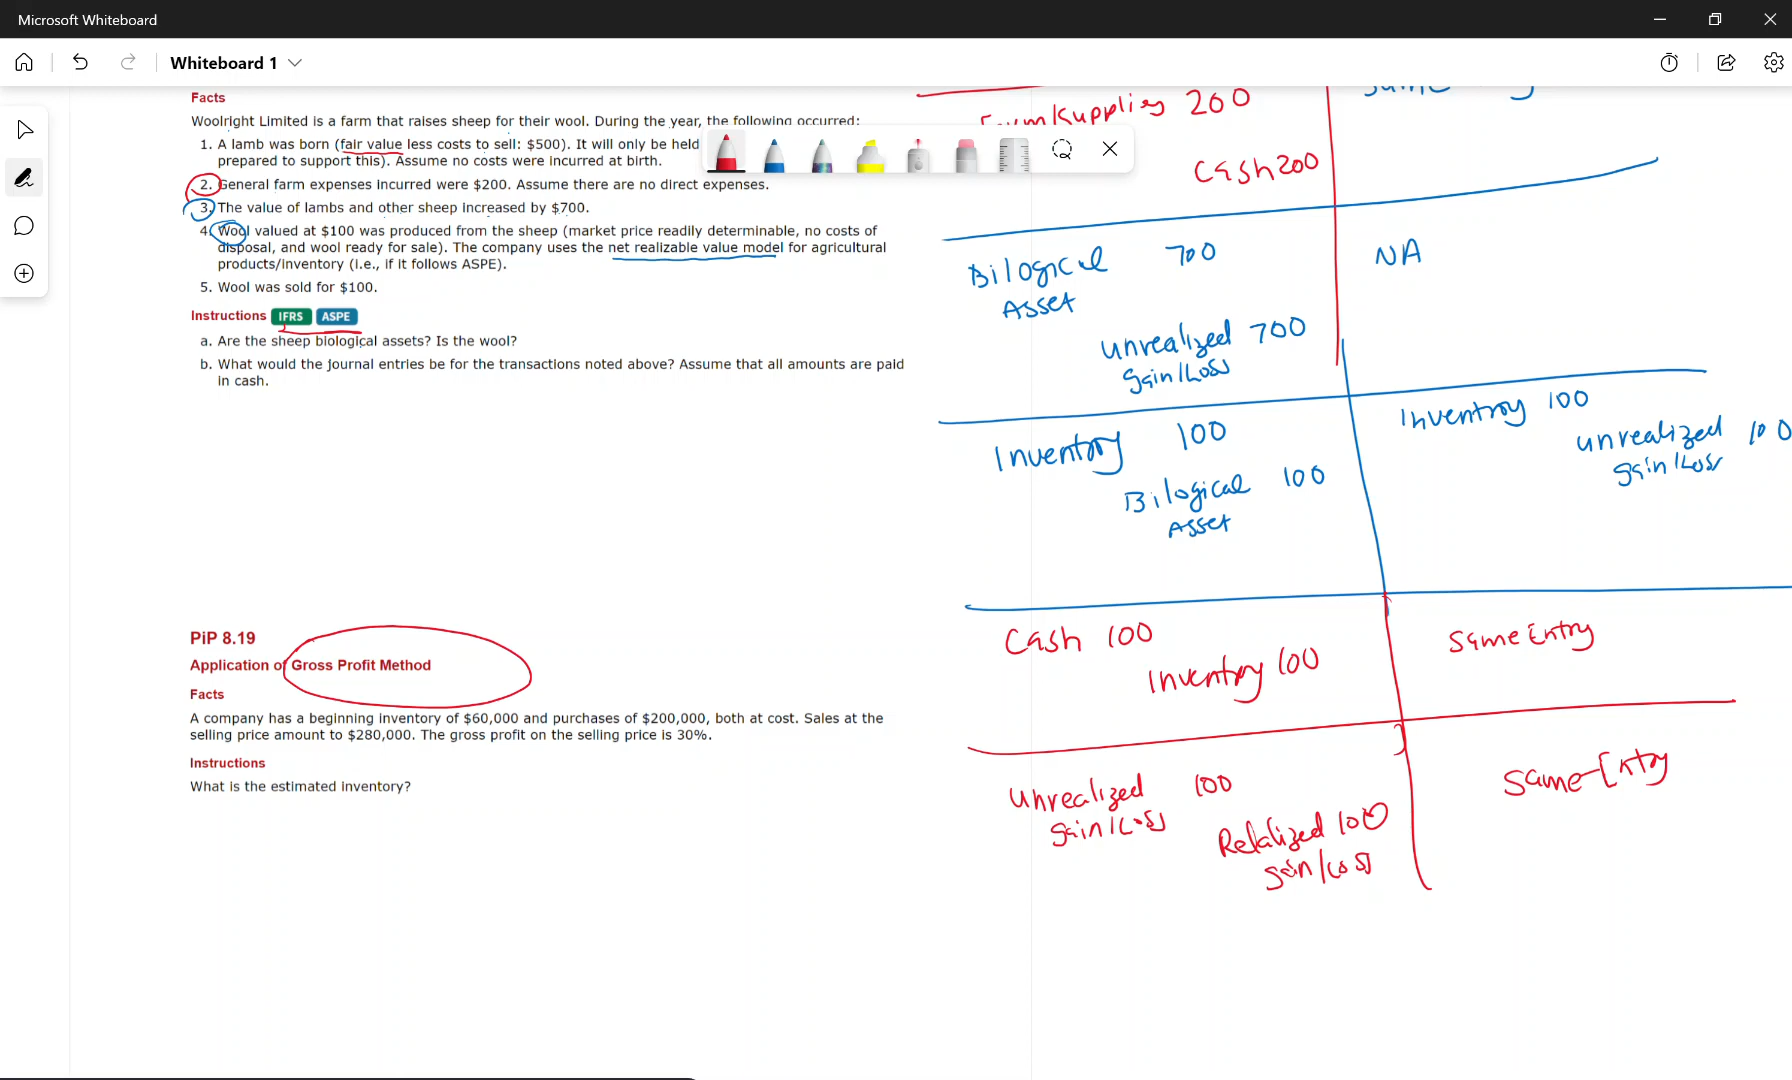 Microsoft Whiteboard
Whiteboard 1
Facts
Woolright Limited is a farm that raises sheep for their wool. During the year, the following occurred:
1. A lamb was born (fair value less costs to sell: $500). It will only be held
prepared to support this). Assume no costs were incurred at birth.
2. General farm expenses incurred were $200. Assume there are no direct expenses.
3. The value of lambs and other sheep increased by $700.
4. Wool valued at $100 was produced from the sheep (market price readily determinable, no costs of
disposal, and wool ready for sale). The company uses the net realizable value model for agricultural
products/inventory (i.e., if it follows ASPE).
5. Wool was sold for $100.
Instructions IFRS ASPE
a. Are the sheep biological assets? Is the wool?
b. What would the journal entries be for the transactions noted above? Assume that all amounts are paid
in cash.
PiP 8.19
Application of Gross Profit Method
Facts
A company has a beginning inventory of $60,000 and purchases of $200,000, both at cost. Sales at the
selling price amount to $280,000. The gross profit on the selling price is 30%.
Instructions
What is the estimated inventory?
Supplies 200
Cash 200
Bilogical 700
Asset
NA
unrealized 700
gain/Loss
Inventory 100
Bilogical 100
Asset
Inventroy 100
unrealized 100
gain/Loss
Cash 100
Inventory 100
Same Entry
Unrealized 100
gain/Loss
Relalized 100
gain/loss
Same-Entry